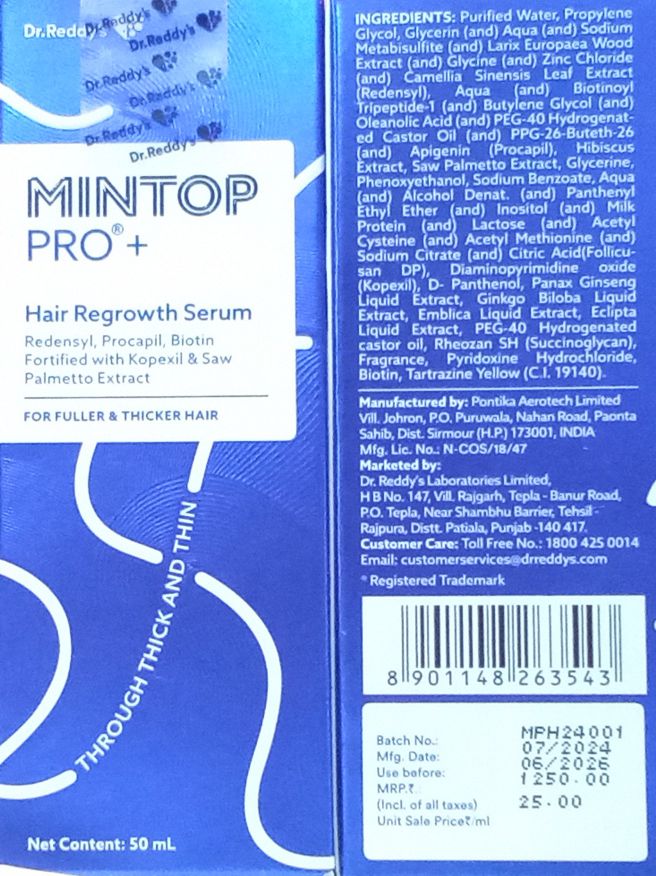 Dr.Reddy's
Dr.Reddy's
Dr.Reddy's
Dr.Reddy's
Dr.Reddy's
Dr.Reddy's
MINTOP
PRO®+
Hair Regrowth Serum
Redensyl, Procapil, Biotin
Fortified with Kopexil & Saw
Palmetto Extract
FOR FULLER & THICKER HAIR
THROUGH THICK AND THIN
Net Content: 50 mL
INGREDIENTS: Purified Water, Propylene
Glycol, Glycerin (and) Aqua (and) Sodium
Metabisulfite (and) Larix Europaea Wood
Extract (and) Glycine (and) Zinc Chloride
(and) Camellia Sinensis Leaf Extract
(Redensyl), Aqua (and) Biotinoyl
Tripeptide-1 (and) Butylene Glycol (and)
Oleanolic Acid (and) PEG-40 Hydrogenat-
ed Castor Oil (and) PPG-26-Buteth-26
(and) Apigenin (Procapil), Hibiscus
Extract, Saw Palmetto Extract, Glycerine,
Phenoxyethanol, Sodium Benzoate, Aqua
(and) Alcohol Denat. (and) Panthenyl
Ethyl Ether (and) Inositol (and) Milk
Protein (and) Lactose (and) Acetyl
Cysteine (and) Acetyl Methionine (and)
Sodium Citrate (and) Citric Acid(Follicu-
san DP), Diaminopyrimidine oxide
(Kopexil), D- Panthenol, Panax Ginseng
Liquid Extract, Ginkgo Biloba Liquid
Extract, Emblica Liquid Extract, Eclipta
Liquid Extract, PEG-40 Hydrogenated
castor oil, Rheozan SH (Succinoglycan),
Fragrance, Pyridoxine Hydrochloride,
Biotin, Tartrazine Yellow (C.I. 19140).
Manufactured by: Pontika Aerotech Limited
Vill. Johron, P.O. Puruwala, Nahan Road, Paonta
Sahib, Dist. Sirmour (H.P.) 173001, INDIA
Mfg. Lic. No.: N-COS/18/47
Marketed by:
Dr. Reddy's Laboratories Limited,
H B No. 147, Vill. Rajgarh, Tepla - Banur Road,
P.O. Tepla, Near Shambhu Barrier, Tehsil -
Rajpura, Distt. Patiala, Punjab -140 417.
Customer Care: Toll Free No.: 1800 425 0014
Email: customerservices@drreddys.com
® Registered Trademark
8 901148 263543
Batch No.: MPH24001
Mfg. Date: 07/2024
Use before: 06/2026
MRP.₹.: 1250.00
(Incl. of all taxes)
Unit Sale Price₹/ml 25.00